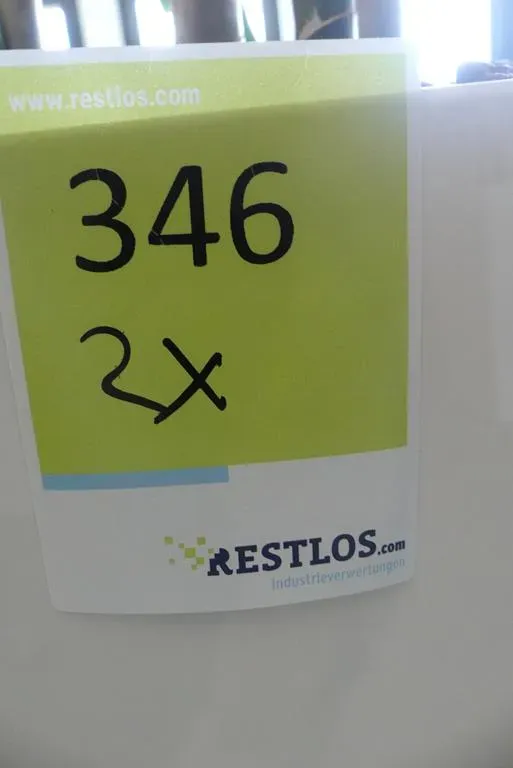 www.restlos.com
346
2x
RESTLOS.com
Industrieverwertungen